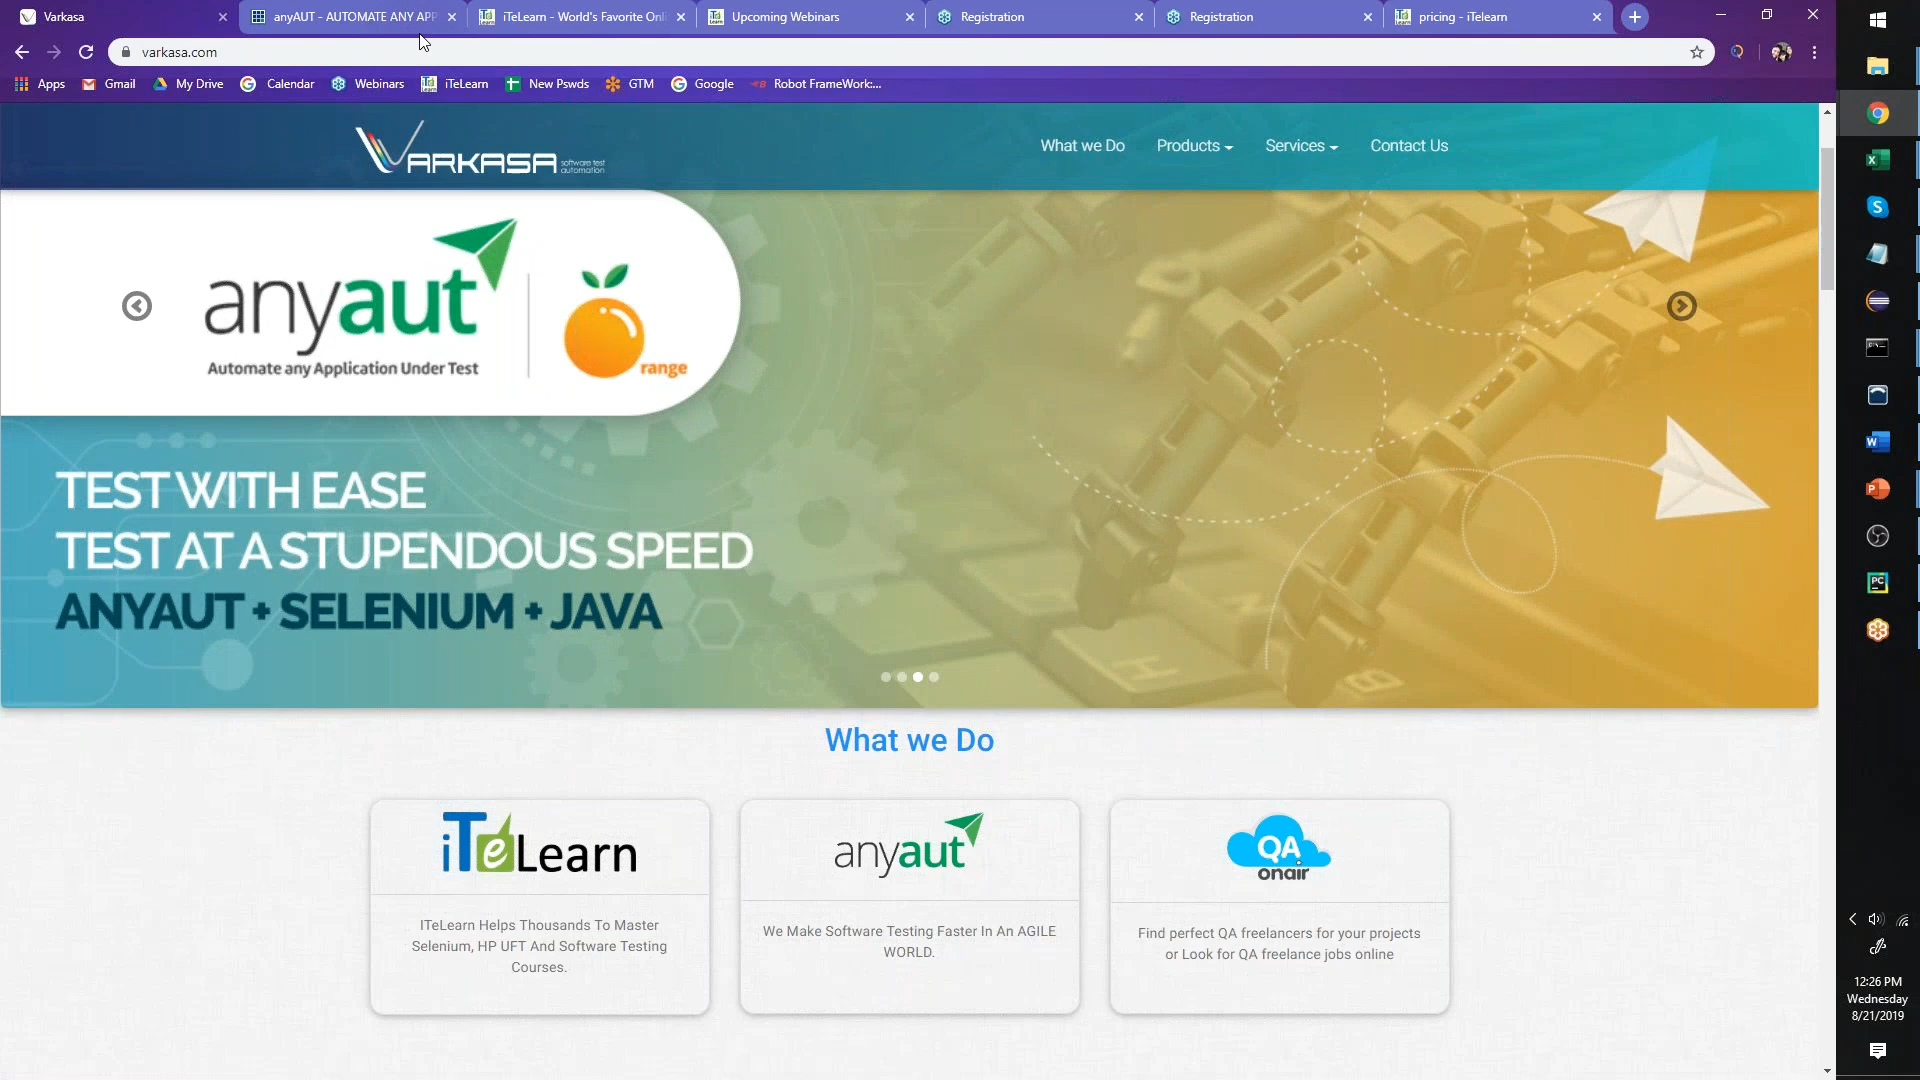 Varkasa
anyAUT - AUTOMATE ANY APP
iTeLearn - World's Favorite Onli
Upcoming Webinars
Registration
Registration
pricing - iTelearn
varkasa.com
Apps
Gmail
My Drive
Calendar
Webinars
iTeLearn
New Pswds
GTM
Google
Robot FrameWork:...
VARKASA software test automation
What we Do
Products
Services
Contact Us
anyaut
Automate any Application Under Test
range
TEST WITH EASE
TEST AT A STUPENDOUS SPEED
ANYAUT + SELENIUM + JAVA
What we Do
iTeLearn
ITeLearn Helps Thousands To Master
Selenium, HP UFT And Software Testing
Courses.
anyaut
We Make Software Testing Faster In An AGILE
WORLD.
QA
onair
Find perfect QA freelancers for your projects
or Look for QA freelance jobs online
12:26 PM
Wednesday
8/21/2019